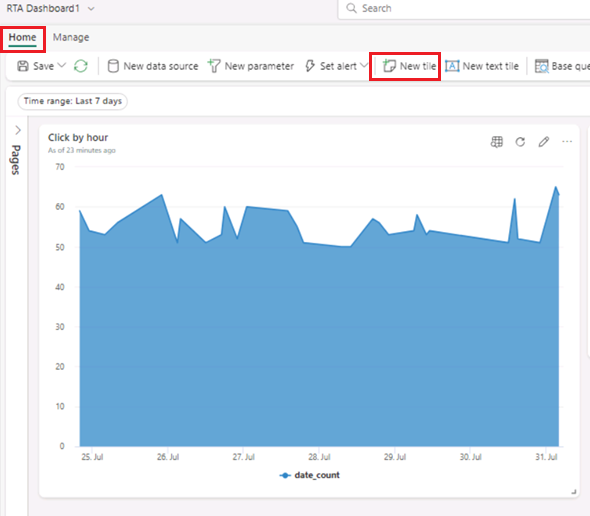 RTA Dashboard1
Search
Home Manage
Save New data source New parameter Set alert New tile New text tile Base que
Time range: Last 7 days
Pages
Click by hour
As of 23 minutes ago
70
60
50
40
30
20
10
0
25. Jul 26. Jul 27. Jul 28. Jul 29. Jul 30. Jul 31. Jul
date_count